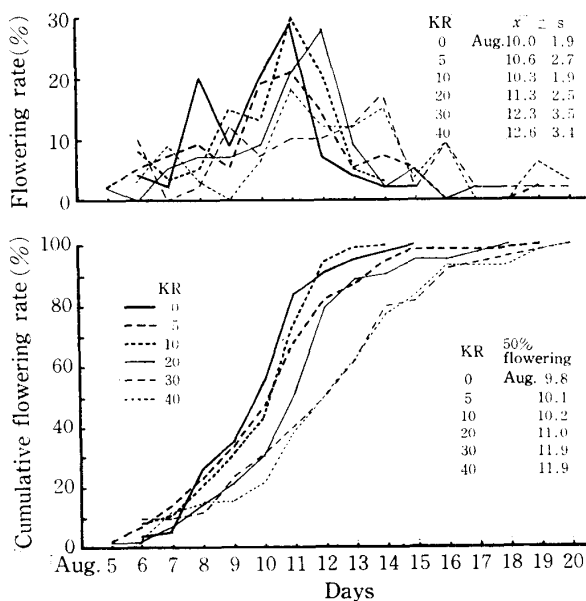 Flowering rate (%)
30
20
10
0
KR x ± s
0 Aug. 10.0 1.9
5 10.6 2.7
10 10.3 1.9
20 11.3 2.5
30 12.3 3.5
40 12.6 3.4
Cumulative flowering rate (%)
100
80
60
40
20
0
KR
0
5
10
20
30
40
KR 50% flowering
0 Aug. 9.8
5 10.1
10 10.2
20 11.0
30 11.9
40 11.9
Aug. 5 6 7 8 9 10 11 12 13 14 15 16 17 18 19 20
Days